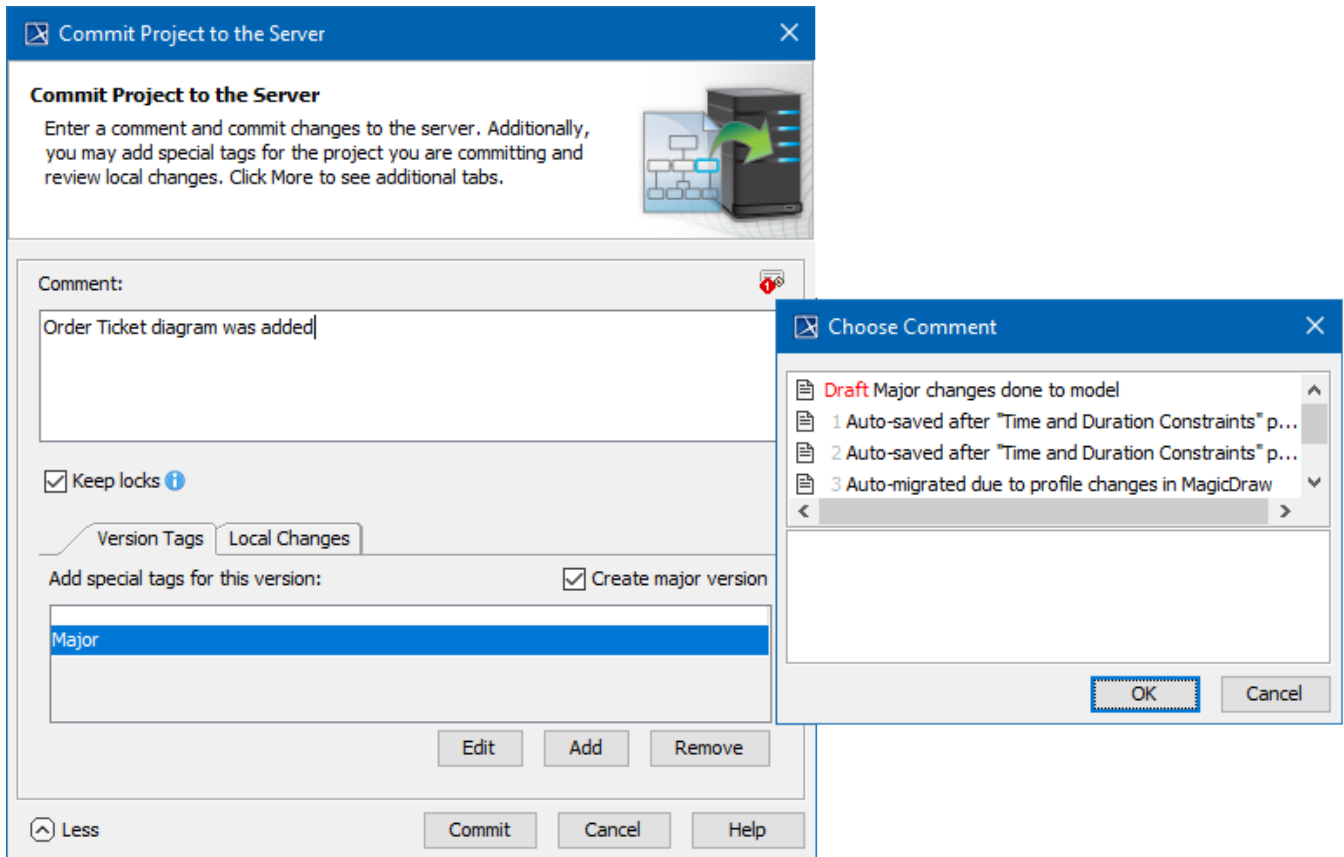 Commit Project to the Server
Commit Project to the Server
Enter a comment and commit changes to the server. Additionally,
you may add special tags for the project you are committing and
review local changes. Click More to see additional tabs.
Comment:
Order Ticket diagram was added
Keep locks
Version Tags Local Changes
Add special tags for this version: Create major version
Major
Edit Add Remove
Less Commit Cancel Help
Choose Comment
Draft Major changes done to model
1 Auto-saved after "Time and Duration Constraints" p...
2 Auto-saved after "Time and Duration Constraints" p...
3 Auto-migrated due to profile changes in MagicDraw
OK Cancel